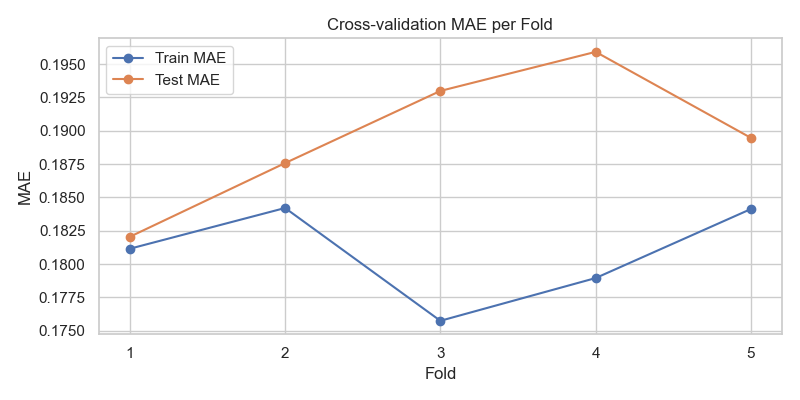 Cross-validation MAE per Fold
Train MAE
Test MAE
0.1950
0.1925
0.1900
0.1875
0.1850
0.1825
0.1800
0.1775
0.1750
MAE
1 2 3 4 5
Fold